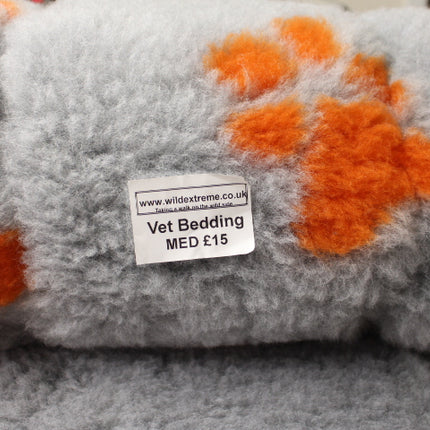 www.wildextreme.co.uk
taking a walk on the wild side
Vet Bedding
MED £15